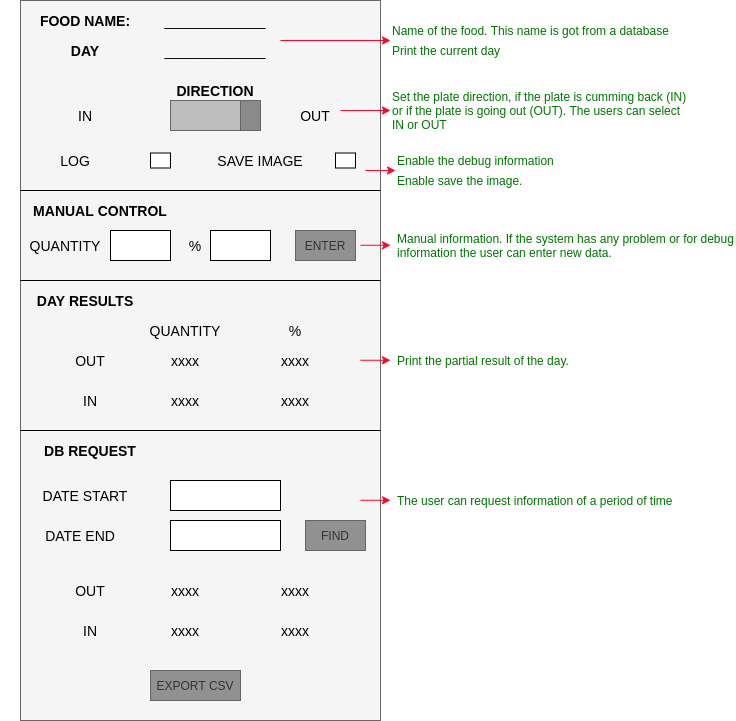 FOOD NAME:
Name of the food. This name is got from a database
DAY
Print the current day
DIRECTION
IN
OUT
Set the plate direction, if the plate is cumming back (IN)
or if the plate is going out (OUT). The users can select
IN or OUT
LOG
SAVE IMAGE
Enable the debug information
Enable save the image.
MANUAL CONTROL
QUANTITY
%
ENTER
Manual information. If the system has any problem or for debug
information the user can enter new data.
DAY RESULTS
QUANTITY %
OUT xxxx xxxx
Print the partial result of the day.
IN xxxx xxxx
DB REQUEST
DATE START
The user can request information of a period of time
DATE END
FIND
OUT xxxx xxxx
IN xxxx xxxx
EXPORT CSV